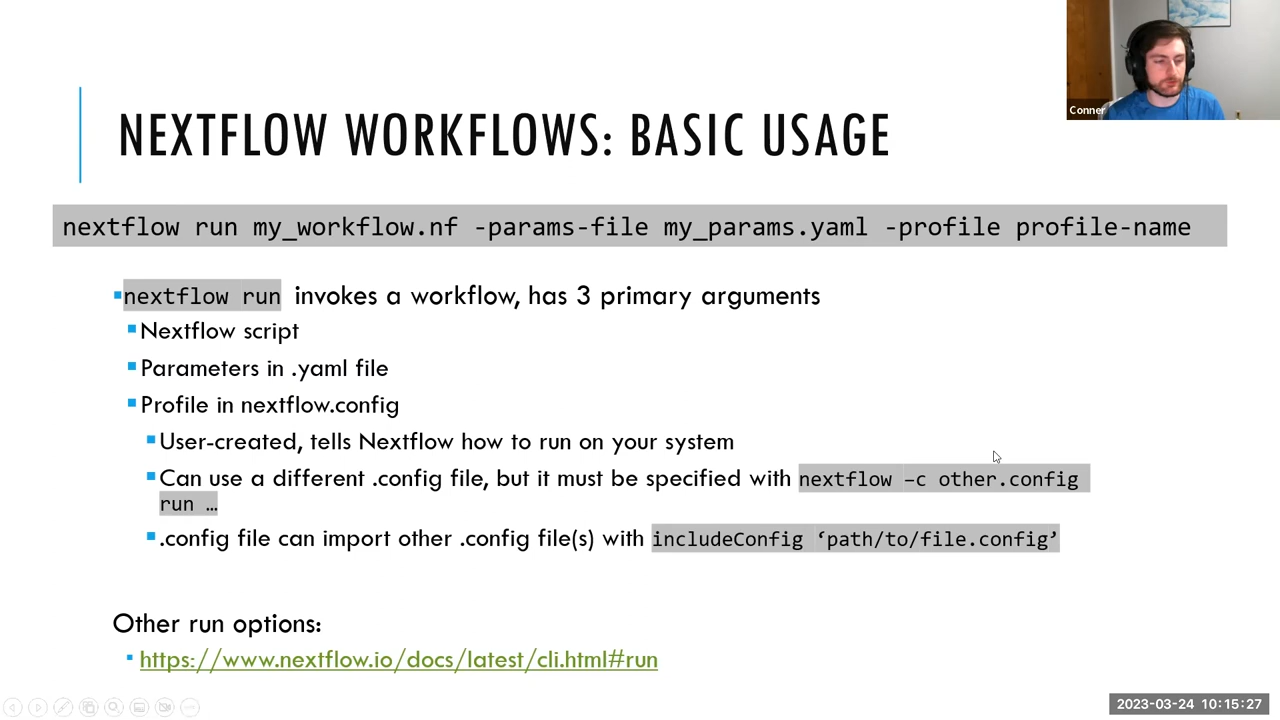 Conner
NEXTFLOW WORKFLOWS: BASIC USAGE
nextflow run my_workflow.nf -params-file my_params.yaml -profile profile-name
nextflow run invokes a workflow, has 3 primary arguments
Nextflow script
Parameters in .yaml file
Profile in nextflow.config
User-created, tells Nextflow how to run on your system
Can use a different .config file, but it must be specified with nextflow –c other.config
run …
.config file can import other .config file(s) with includeConfig ‘path/to/file.config’
Other run options:
https://www.nextflow.io/docs/latest/cli.html#run
2023-03-24 10:15:27